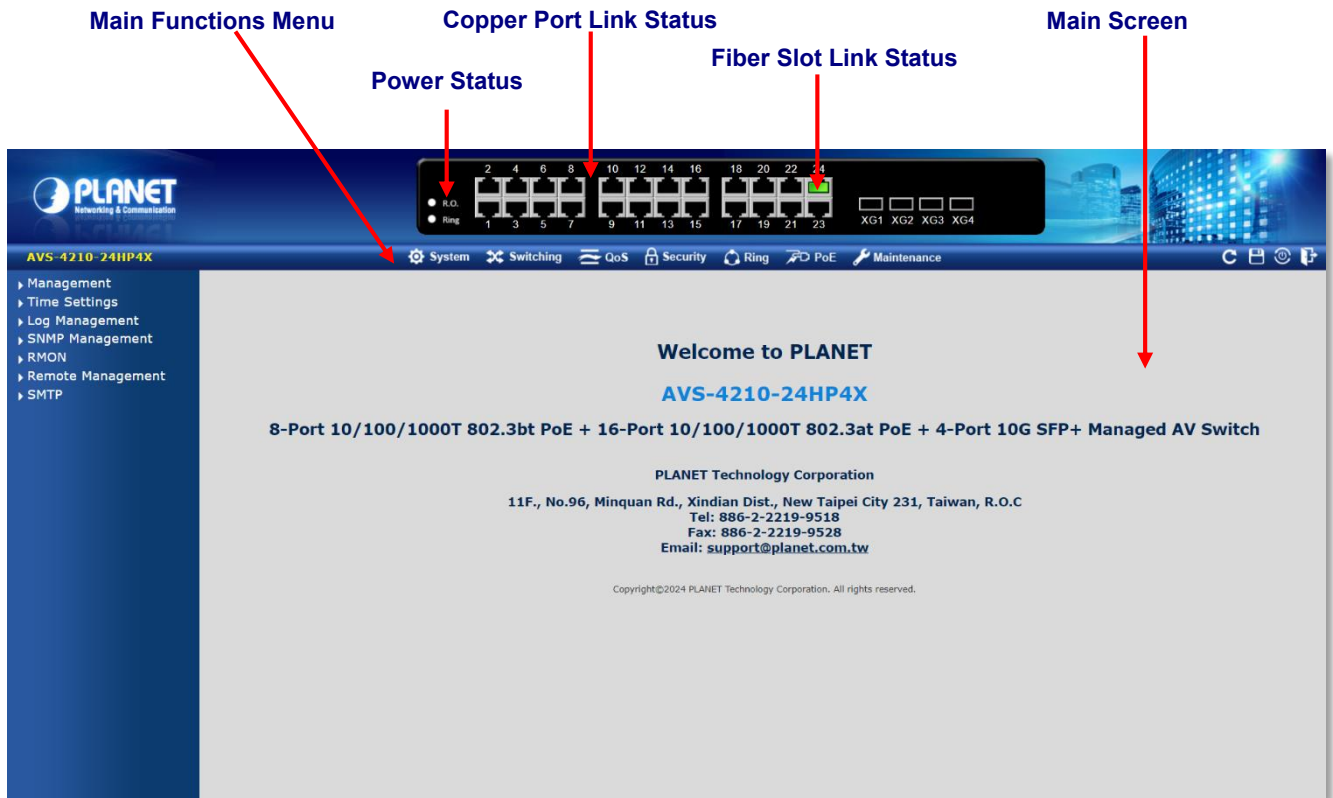 Main Functions Menu
Copper Port Link Status
Main Screen
Fiber Slot Link Status
Power Status
2 4 6 8 10 12 14 16 18 20 22 24
PLANET
Networking & Communication
R.O.
Ring
1 3 5 7 9 11 13 15 17 19 21 23
XG1 XG2 XG3 XG4
AVS-4210-24HP4X
System Switching QoS Security Ring PoE Maintenance
Management
Time Settings
Log Management
SNMP Management
RMON
Remote Management
SMTP
Welcome to PLANET
AVS-4210-24HP4X
8-Port 10/100/1000T 802.3bt PoE + 16-Port 10/100/1000T 802.3at PoE + 4-Port 10G SFP+ Managed AV Switch
PLANET Technology Corporation
11F., No.96, Minquan Rd., Xindian Dist., New Taipei City 231, Taiwan, R.O.C
Tel: 886-2-2219-9518
Fax: 886-2-2219-9528
Email: support@planet.com.tw
Copyright©2024 PLANET Technology Corporation. All rights reserved.